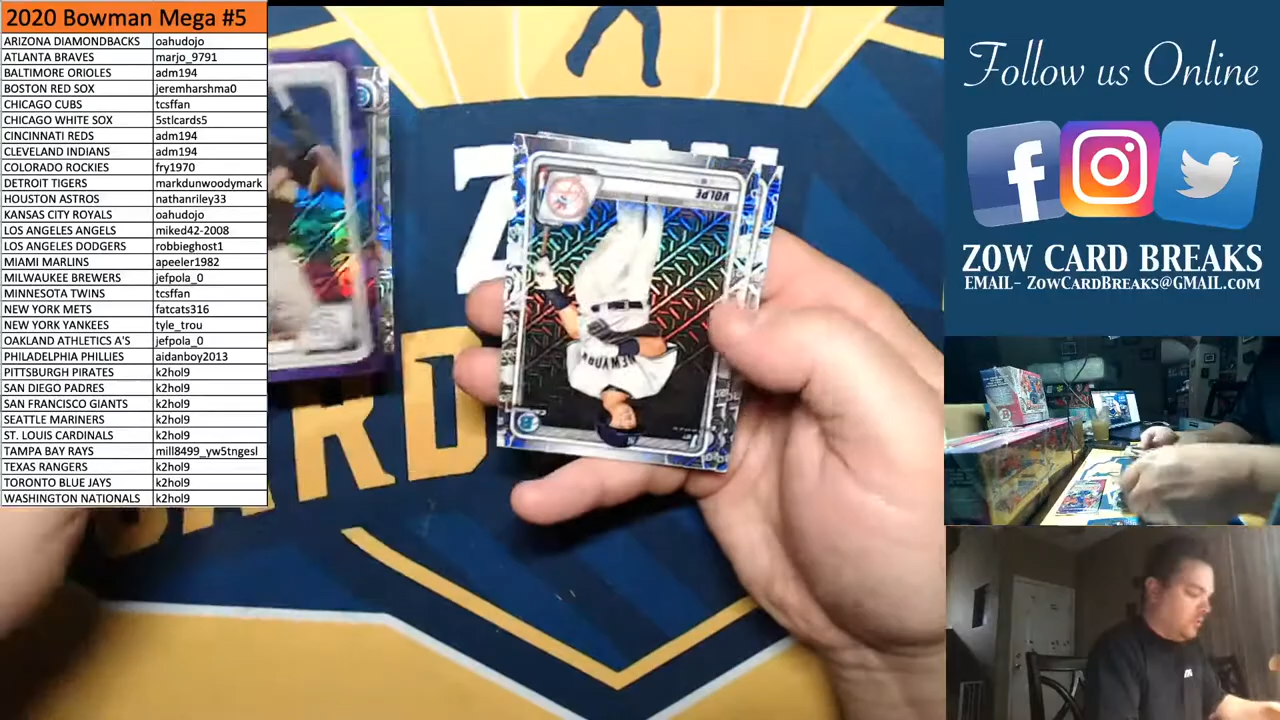 2020 Bowman Mega #5
ARIZONA DIAMONDBACKS oahudojo
ATLANTA BRAVES marjo_9791
BALTIMORE ORIOLES adm194
BOSTON RED SOX jeremharshma0
CHICAGO CUBS tcsffan
CHICAGO WHITE SOX 5stlcards5
CINCINNATI REDS adm194
CLEVELAND INDIANS adm194
COLORADO ROCKIES fry1970
DETROIT TIGERS markdunwoodymark
HOUSTON ASTROS nathanriley33
KANSAS CITY ROYALS oahudojo
LOS ANGELES ANGELS miked42-2008
LOS ANGELES DODGERS robbieghost1
MIAMI MARLINS apeeler1982
MILWAUKEE BREWERS jefpola_0
MINNESOTA TWINS tcsffan
NEW YORK METS fatcats316
NEW YORK YANKEES tyle_trou
OAKLAND ATHLETICS A'S jefpola_0
PHILADELPHIA PHILLIES aidanboy2013
PITTSBURGH PIRATES k2hol9
SAN DIEGO PADRES k2hol9
SAN FRANCISCO GIANTS k2hol9
SEATTLE MARINERS k2hol9
ST. LOUIS CARDINALS k2hol9
TAMPA BAY RAYS mill8499_yw5tngesl
TEXAS RANGERS k2hol9
TORONTO BLUE JAYS k2hol9
WASHINGTON NATIONALS k2hol9
VOLPE
NEW YORK
Follow us Online
ZOW CARD BREAKS
EMAIL- ZOWCARDBREAKS@GMAIL.COM